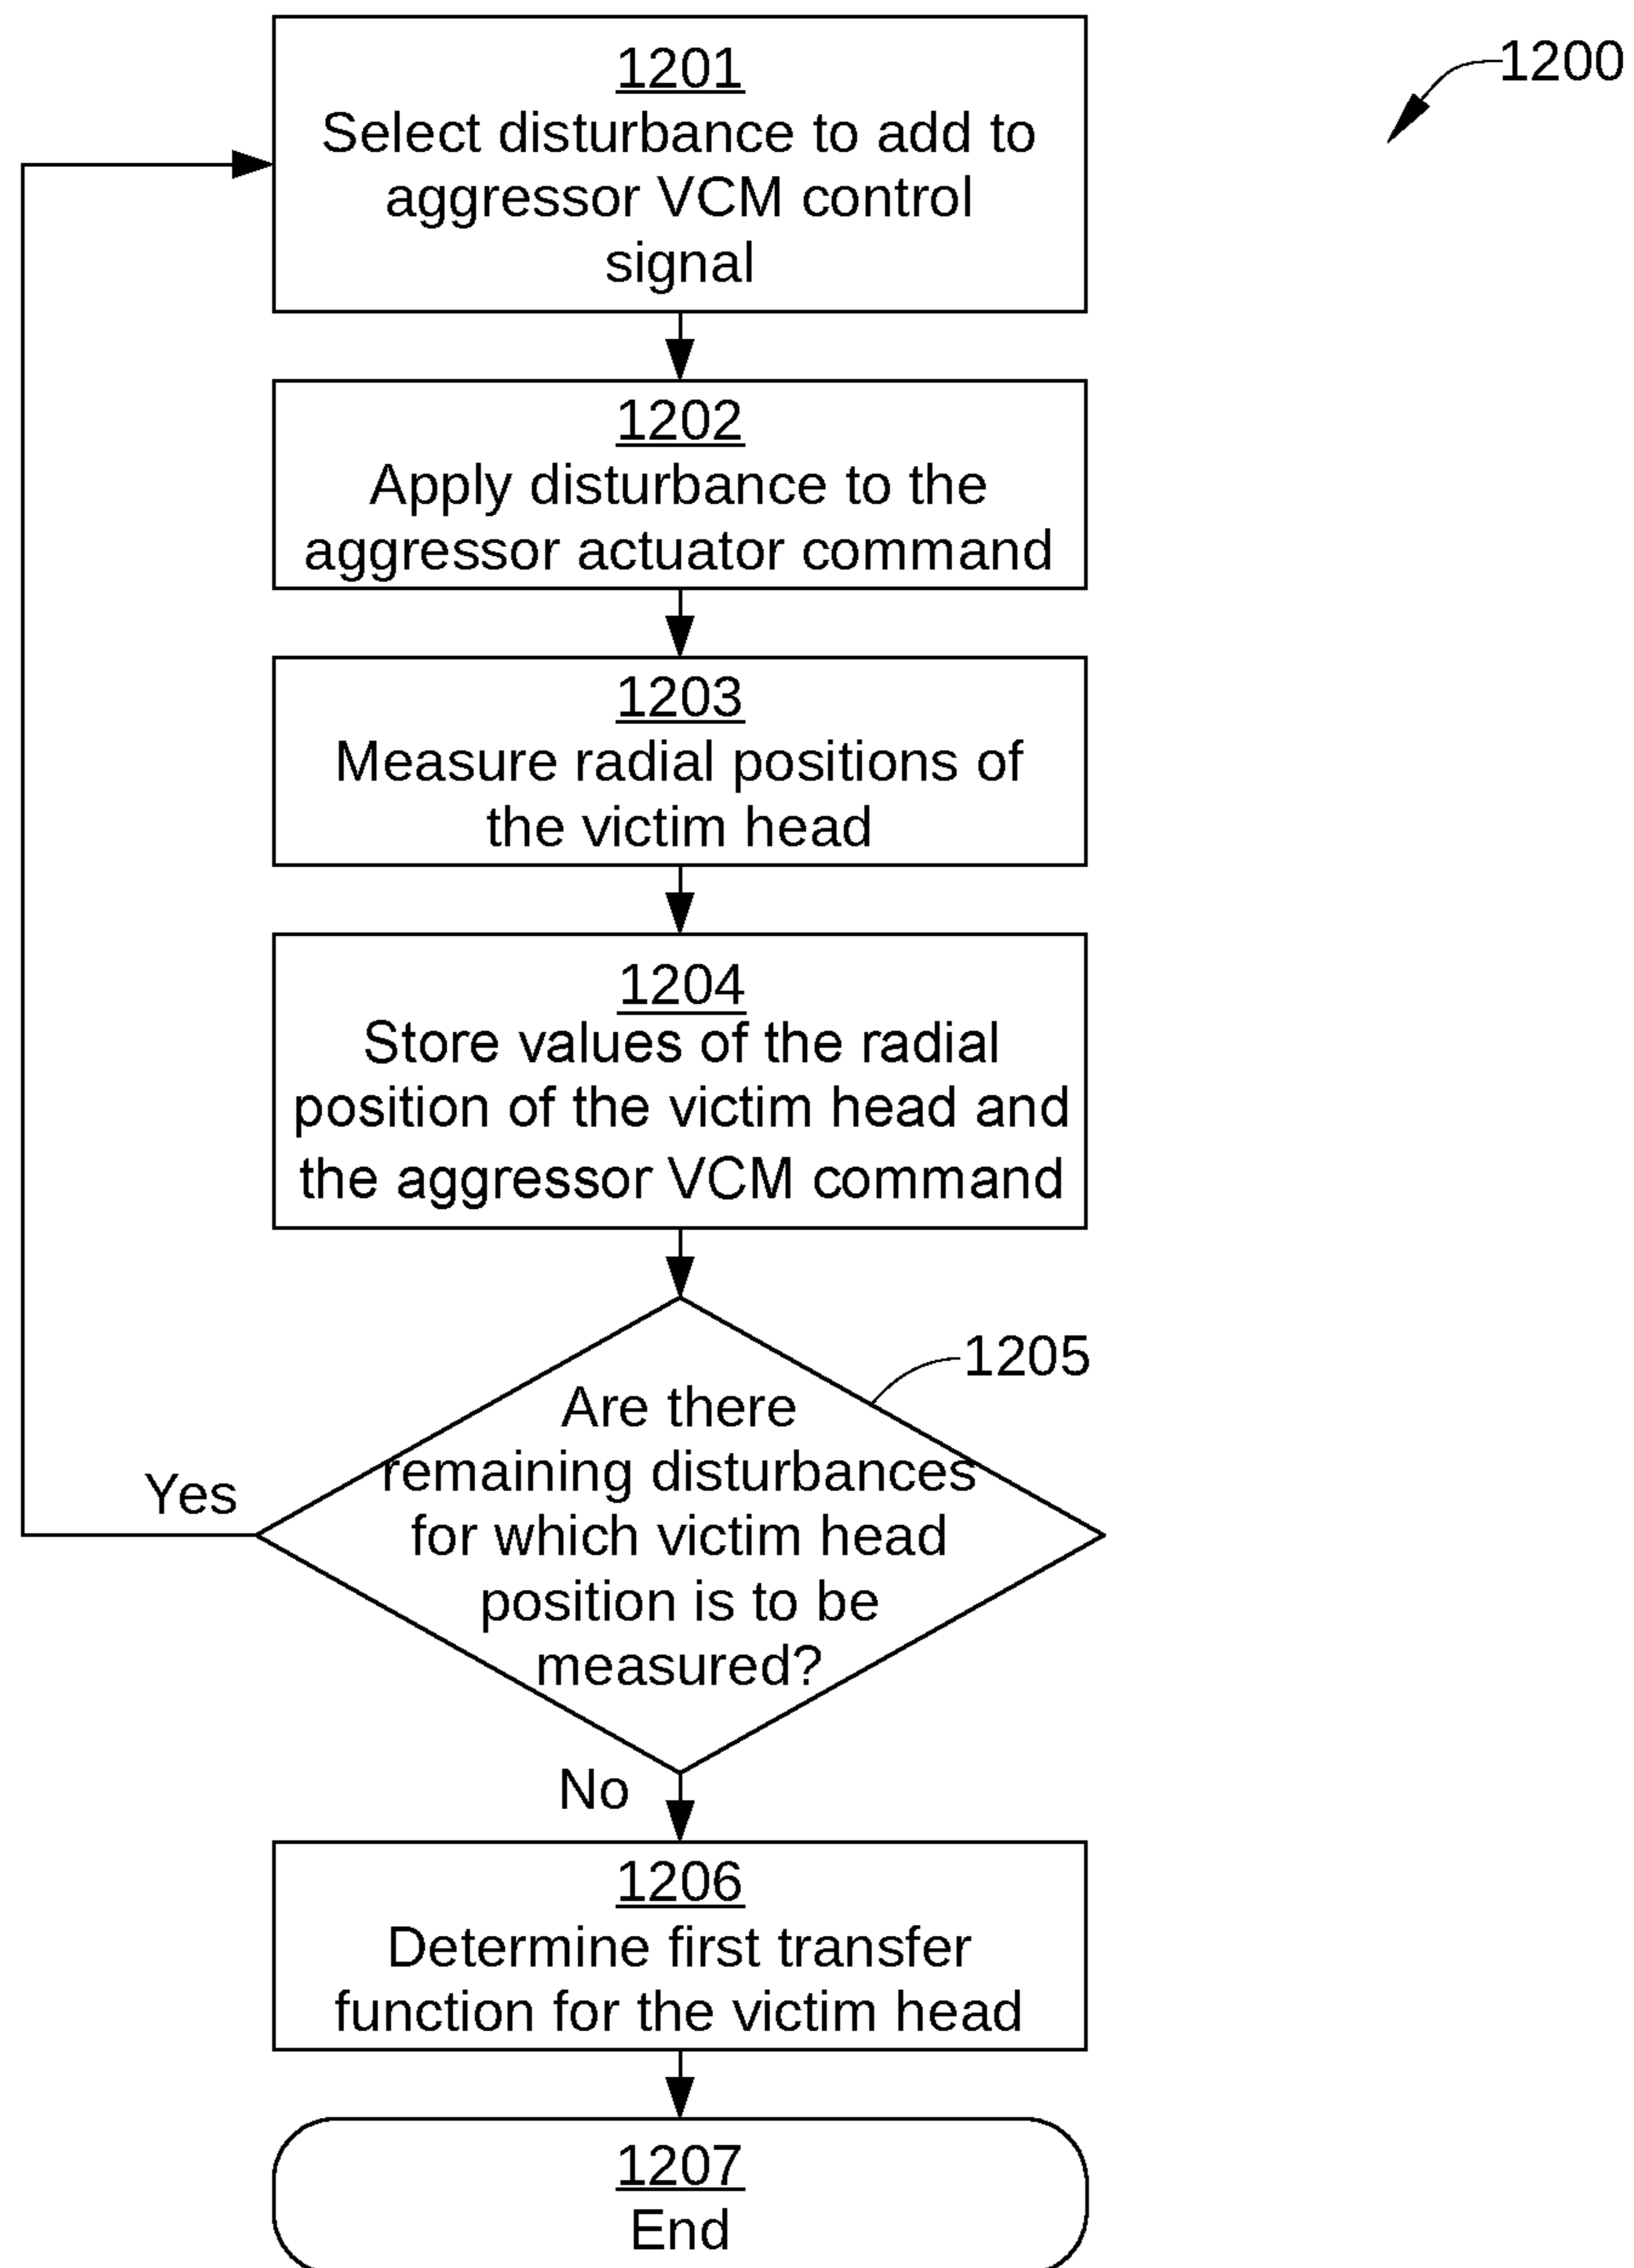 1200
1201
Select disturbance to add to
aggressor VCM control
signal
1202
Apply disturbance to the
aggressor actuator command
1203
Measure radial positions of
the victim head
1204
Store values of the radial
position of the victim head and
the aggressor VCM command
1205
Are there
remaining disturbances
for which victim head
position is to be
measured?
Yes
No
1206
Determine first transfer
function for the victim head
1207
End